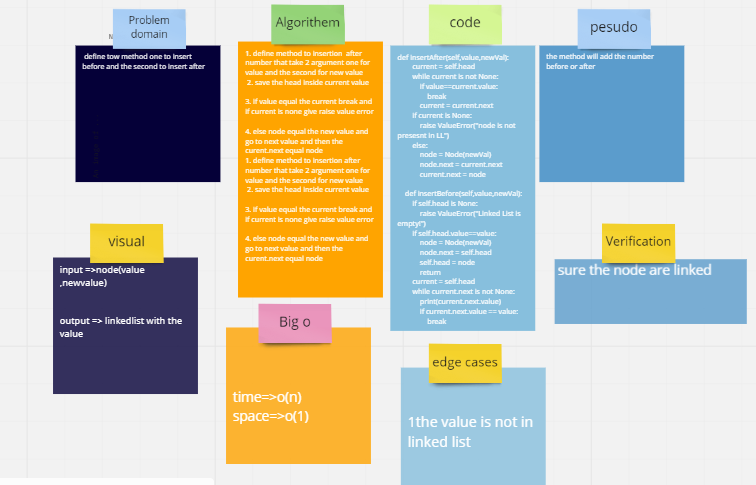 Problem
domain
define tow method one to insert
before and the second to insert after
Algorithem
1. define method to insertion after
number that take 2 argument one for
value and the second for new value
2. save the head inside current value
3. if value equal the current break and
if current is none give raise value error
4. else node equal the new value and
go to next value and then the
curent.next equal node
1. define method to insertion after
number that take 2 argument one for
value and the second for new value
2. save the head inside current value
3. if value equal the current break and
if current is none give raise value error
4. else node equal the new value and
go to next value and then the
curent.next equal node
code
def insertAfter(self,value,newVal):
current = self.head
while current is not None:
if value==current.value:
break
current = current.next
if current is None:
raise ValueError("node is not
presesnt in LL")
else:
node = Node(newVal)
node.next = current.next
current.next = node
def insertBefore(self,value,newVal):
if self.head is None:
raise ValueError("Linked List is
empty!")
if self.head.value==value:
node = Node(newVal)
node.next = self.head
self.head = node
return
current = self.head
while current.next is not None:
print(current.next.value)
if current.next.value == value:
break
pesudo
the method will add the number
before or after
visual
input =>node(value
,newvalue)
output => linkedlist with the
value
Big o
time=>o(n)
space=>o(1)
Verification
sure the node are linked
edge cases
1the value is not in
linked list